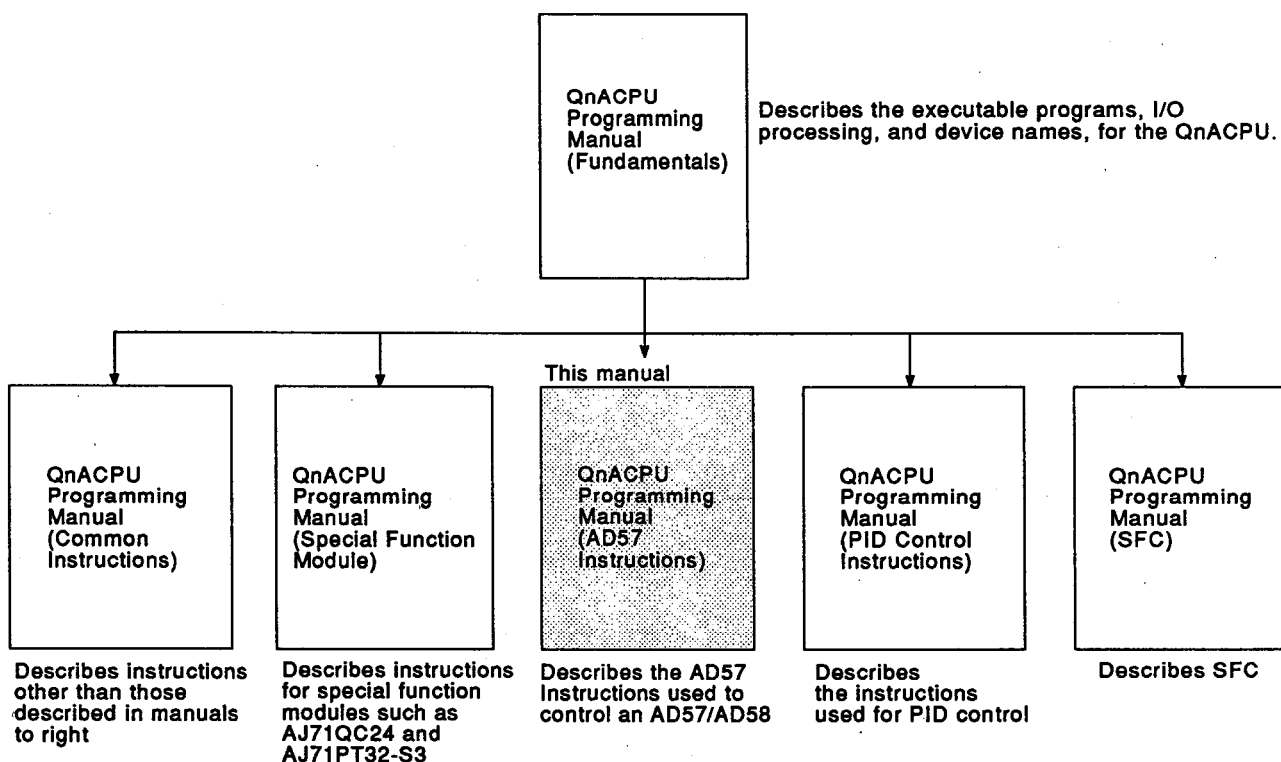 QnACPU
Programming
Manual
(Fundamentals)
Describes the executable programs, I/O
processing, and device names, for the QnACPU.
This manual
QnACPU
Programming
Manual
(Common
Instructions)
QnACPU
Programming
Manual
(Special Function
Module)
QnACPU
Programming
Manual
(AD57
Instructions)
QnACPU
Programming
Manual
(PID Control
Instructions)
QnACPU
Programming
Manual
(SFC)
Describes instructions
other than those
described in manuals
to right
Describes instructions
for special function
modules such as
AJ71QC24 and
AJ71PT32-S3
Describes the AD57
Instructions used to
control an AD57/AD58
Describes
the instructions
used for PID control
Describes SFC